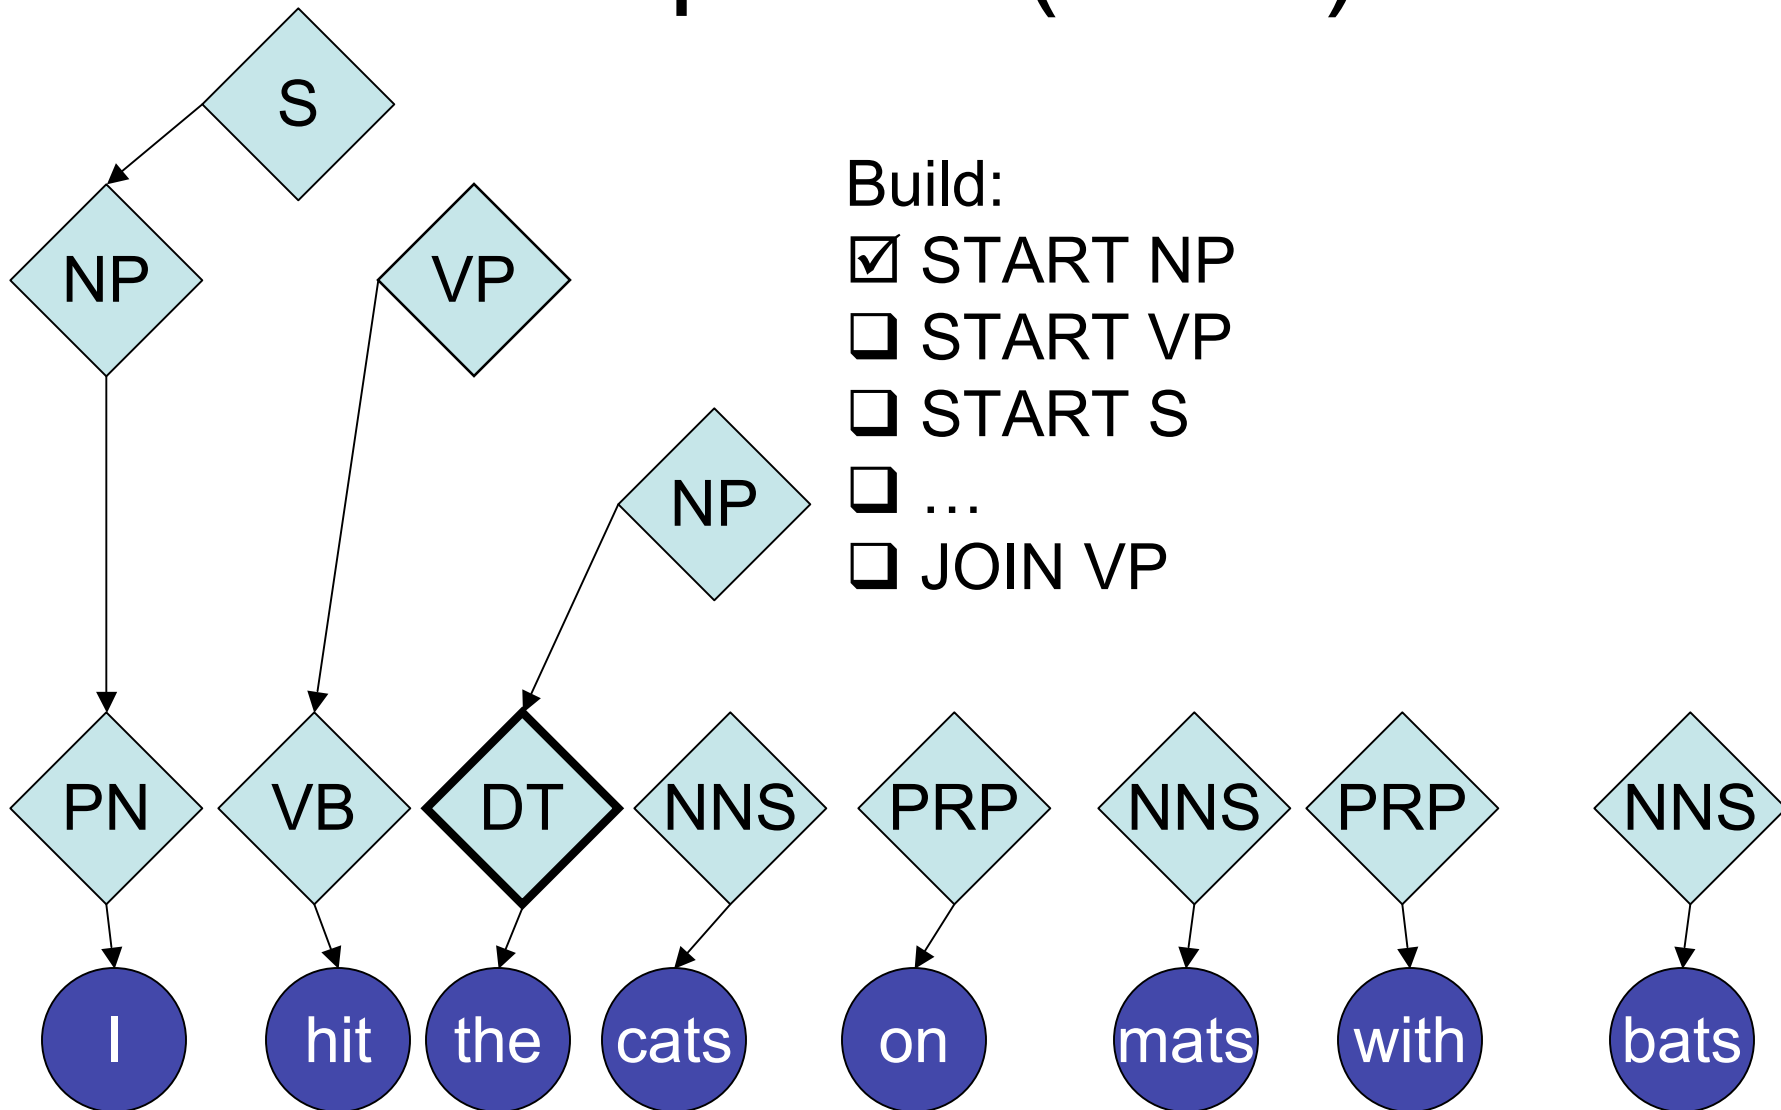 S
NP
VP
NP
Build:
☑ START NP
❑ START VP
❑ START S
❑ …
❑ JOIN VP
PN VB DT NNS PRP NNS PRP NNS
I hit the cats on mats with bats